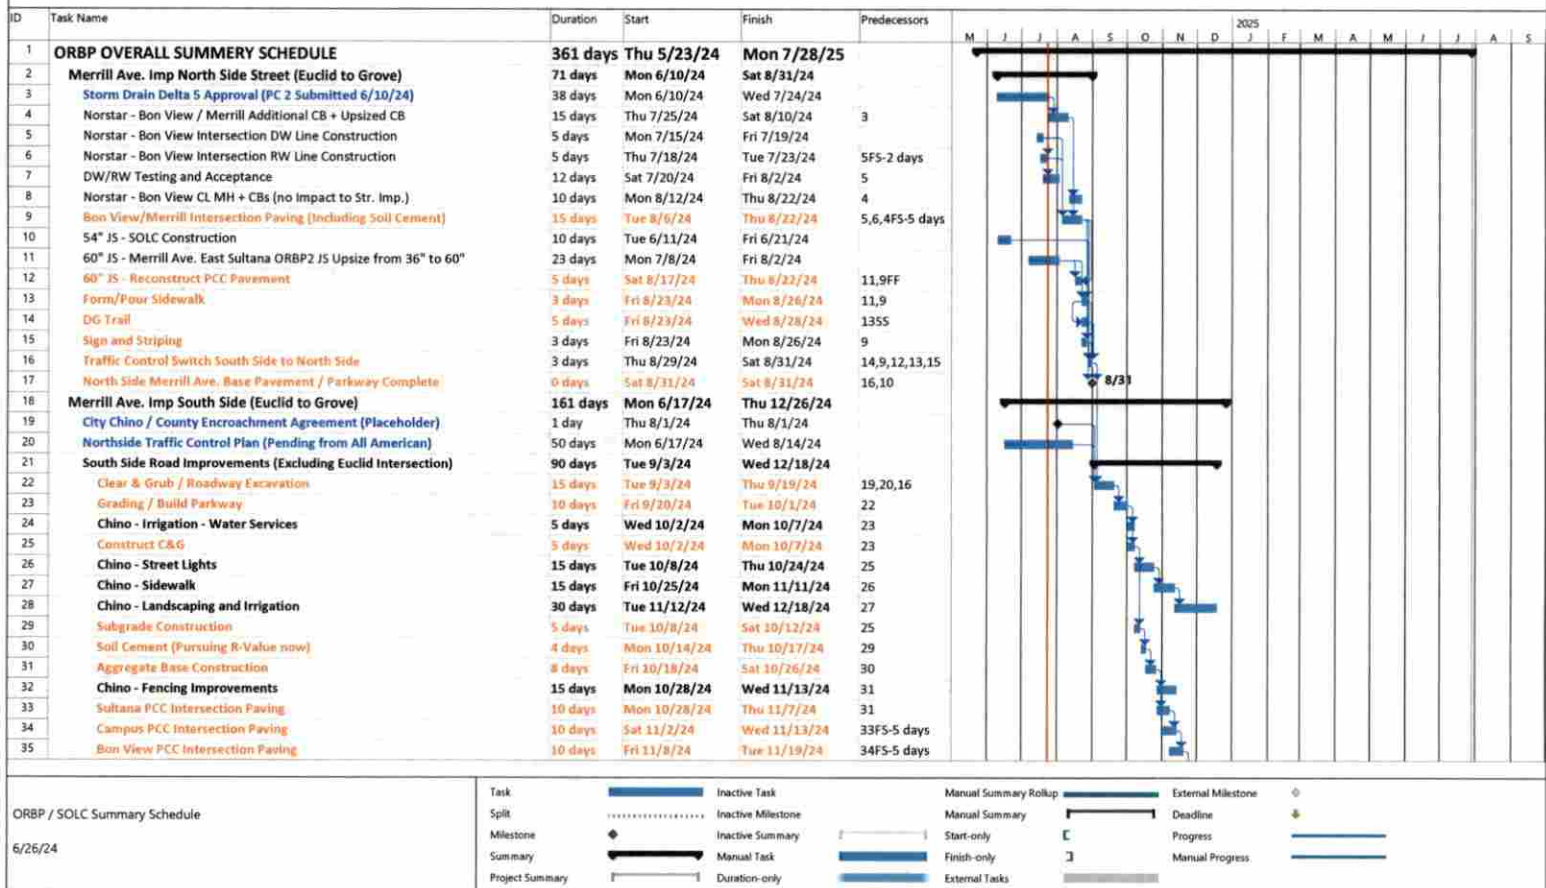 ID Task Name Duration Start Finish Predecessors 2025
M J J A S O N D J F M A M J J A S
1 ORBP OVERALL SUMMERY SCHEDULE 361 days Thu 5/23/24 Mon 7/28/25
2 Merrill Ave. Imp North Side Street (Euclid to Grove) 71 days Mon 6/10/24 Sat 8/31/24
3 Storm Drain Delta 5 Approval (PC 2 Submitted 6/10/24) 38 days Mon 6/10/24 Wed 7/24/24
4 Norstar - Bon View / Merrill Additional CB + Upsized CB 15 days Thu 7/25/24 Sat 8/10/24 3
5 Norstar - Bon View Intersection DW Line Construction 5 days Mon 7/15/24 Fri 7/19/24
6 Norstar - Bon View Intersection RW Line Construction 5 days Thu 7/18/24 Tue 7/23/24 5FS-2 days
7 DW/RW Testing and Acceptance 12 days Sat 7/20/24 Fri 8/2/24 5
8 Norstar - Bon View CL MH + CBs (no Impact to Str. Imp.) 10 days Mon 8/12/24 Thu 8/22/24 4
9 Bon View/Merrill Intersection Paving (Including Soil Cement) 15 days Tue 8/6/24 Thu 8/22/24 5,6,4FS-5 days
10 54" JS - SOLC Construction 10 days Tue 6/11/24 Fri 6/21/24
11 60" JS - Merrill Ave. East Sultana ORBP2 JS Upsize from 36" to 60" 23 days Mon 7/8/24 Fri 8/2/24
12 60" JS - Reconstruct PCC Pavement 5 days Sat 8/17/24 Thu 8/22/24 11,9FF
13 Form/Pour Sidewalk 3 days Fri 8/23/24 Mon 8/26/24 11,9
14 DG Trail 5 days Fri 8/23/24 Wed 8/28/24 13SS
15 Sign and Striping 3 days Fri 8/23/24 Mon 8/26/24 9
16 Traffic Control Switch South Side to North Side 3 days Thu 8/29/24 Sat 8/31/24 14,9,12,13,15
17 North Side Merrill Ave. Base Pavement / Parkway Complete 0 days Sat 8/31/24 Sat 8/31/24 16,10 8/31
18 Merrill Ave. Imp South Side (Euclid to Grove) 161 days Mon 6/17/24 Thu 12/26/24
19 City Chino / County Encroachment Agreement (Placeholder) 1 day Thu 8/1/24 Thu 8/1/24
20 Northside Traffic Control Plan (Pending from All American) 50 days Mon 6/17/24 Wed 8/14/24
21 South Side Road Improvements (Excluding Euclid Intersection) 90 days Tue 9/3/24 Wed 12/18/24
22 Clear & Grub / Roadway Excavation 15 days Tue 9/3/24 Thu 9/19/24 19,20,16
23 Grading / Build Parkway 10 days Fri 9/20/24 Tue 10/1/24 22
24 Chino - Irrigation - Water Services 5 days Wed 10/2/24 Mon 10/7/24 23
25 Construct C&G 5 days Wed 10/2/24 Mon 10/7/24 23
26 Chino - Street Lights 15 days Tue 10/8/24 Thu 10/24/24 25
27 Chino - Sidewalk 15 days Fri 10/25/24 Mon 11/11/24 26
28 Chino - Landscaping and Irrigation 30 days Tue 11/12/24 Wed 12/18/24 27
29 Subgrade Construction 5 days Tue 10/8/24 Sat 10/12/24 25
30 Soil Cement (Pursuing R-Value now) 4 days Mon 10/14/24 Thu 10/17/24 29
31 Aggregate Base Construction 8 days Fri 10/18/24 Sat 10/26/24 30
32 Chino - Fencing Improvements 15 days Mon 10/28/24 Wed 11/13/24 31
33 Sultana PCC Intersection Paving 10 days Mon 10/28/24 Thu 11/7/24 31
34 Campus PCC Intersection Paving 10 days Sat 11/2/24 Wed 11/13/24 33FS-5 days
35 Bon View PCC Intersection Paving 10 days Fri 11/8/24 Tue 11/19/24 34FS-5 days
ORBP / SOLC Summary Schedule
6/26/24
Task Inactive Task Manual Summary Rollup External Milestone
Split Inactive Milestone Manual Summary Deadline
Milestone Inactive Summary Start-only Progress
Summary Manual Task Finish-only Manual Progress
Project Summary Duration-only External Tasks